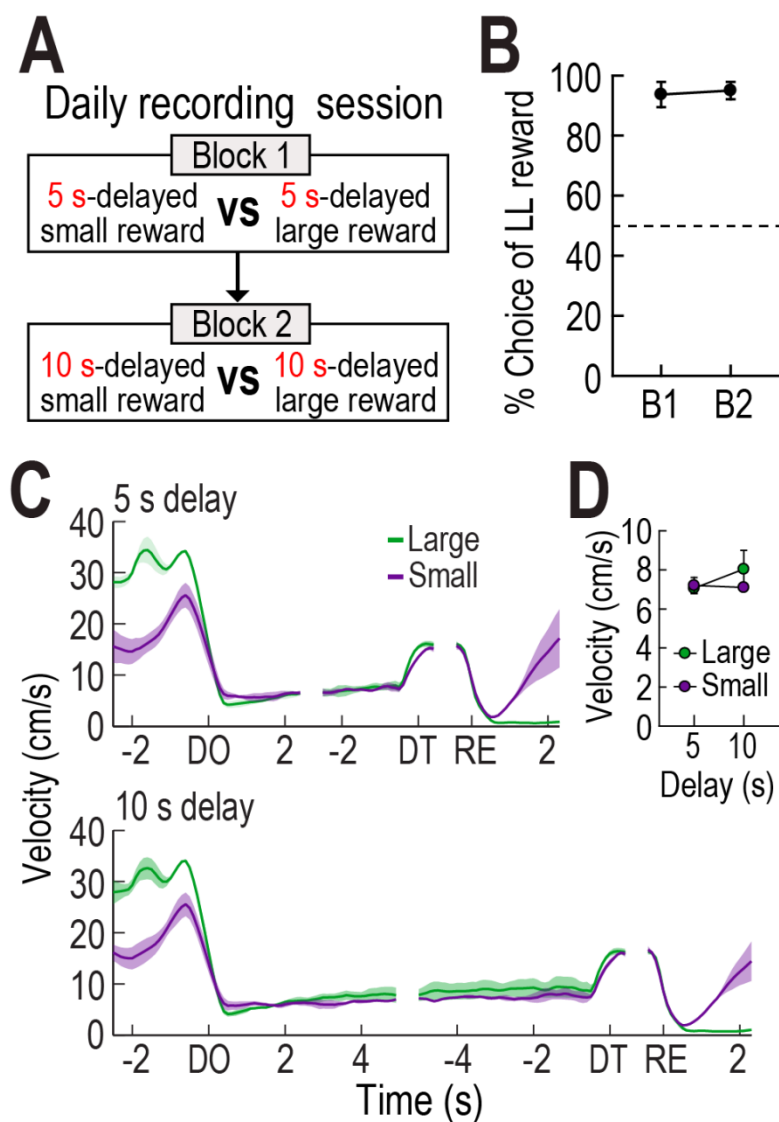 A
Daily recording session
Block 1
5 s-delayed small reward
vs
5 s-delayed large reward
Block 2
10 s-delayed small reward
vs
10 s-delayed large reward
B
% Choice of LL reward
100
80
60
40
20
0
B1 B2
C
5 s delay
Large
Small
Velocity (cm/s)
40
30
20
10
0
-2 DO 2 -2 DT RE 2
10 s delay
40
30
20
10
0
-2 DO 2 4 -4 -2 DT RE 2
Time (s)
D
Velocity (cm/s)
8
6
4
2
0
Large
Small
5 10
Delay (s)